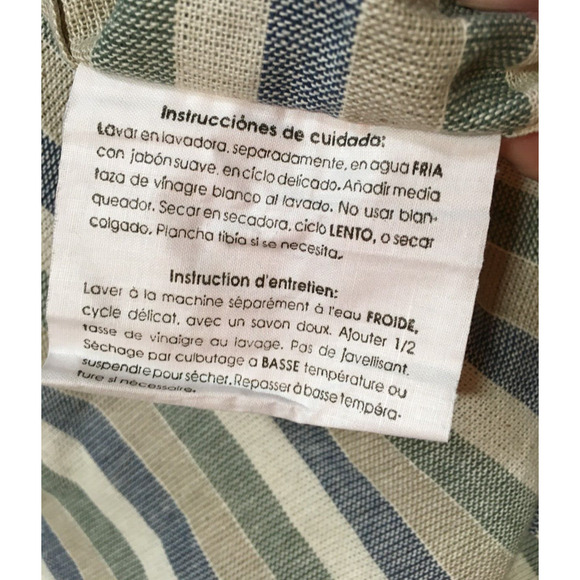 Instrucciónes de cuidado:
Lavar en lavadora, separadamente, en agua FRIA
con jabón suave, en ciclo delicado. Añadir media
taza de vinagre blanco al lavado. No usar blan-
queador. Secar en secadora, ciclo LENTO, o secar
colgado. Plancha tibia si se necesita.
Instruction d'entretien:
Laver à la machine séparément à l'eau FROIDE,
cycle délicat, avec un savon doux. Ajouter 1/2
tasse de vinaigre au lavage. Pas de javellisant.
Séchage par culbutage a BASSE température ou
suspendre pour sécher. Repasser à basse tempéra-
ture si nécessaire.